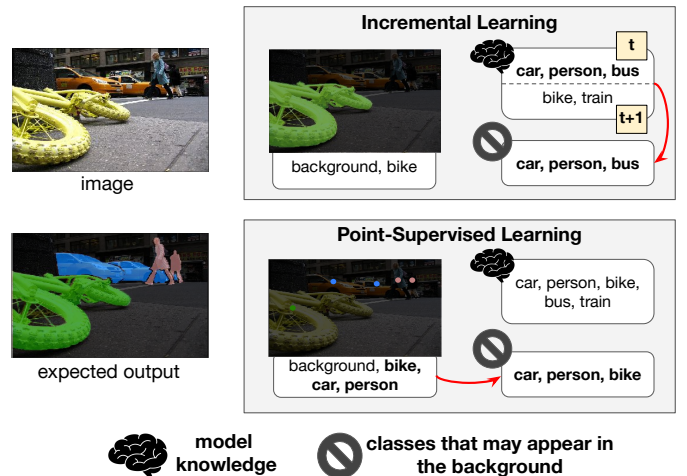 Incremental Learning
image
background, bike
t
car, person, bus
bike, train
t+1
car, person, bus
Point-Supervised Learning
expected output
background, bike,
car, person
car, person, bike,
bus, train
car, person, bike
model
knowledge
classes that may appear in
the background